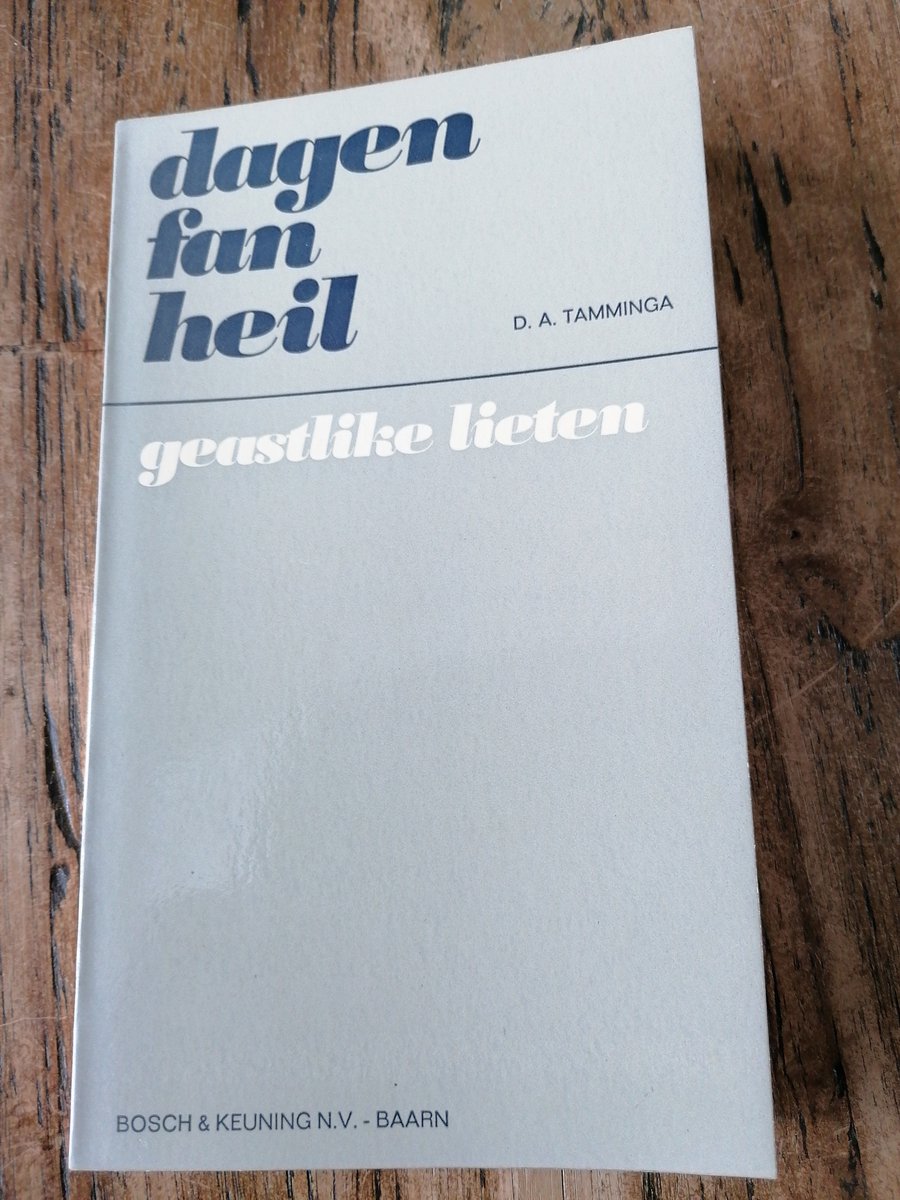 dagen
fan
heil
D. A. TAMMINGA
geastlike lieten
BOSCH & KEUNING N.V. - BAARN